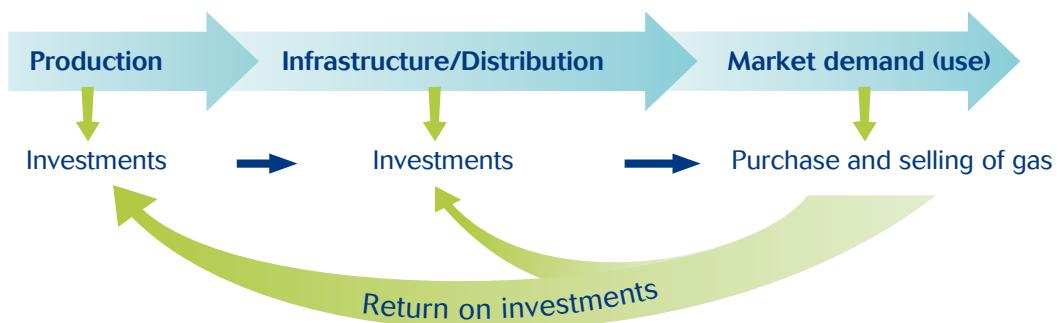 Production
Infrastructure/Distribution
Market demand (use)
Investments
Investments
Purchase and selling of gas
Return on investments